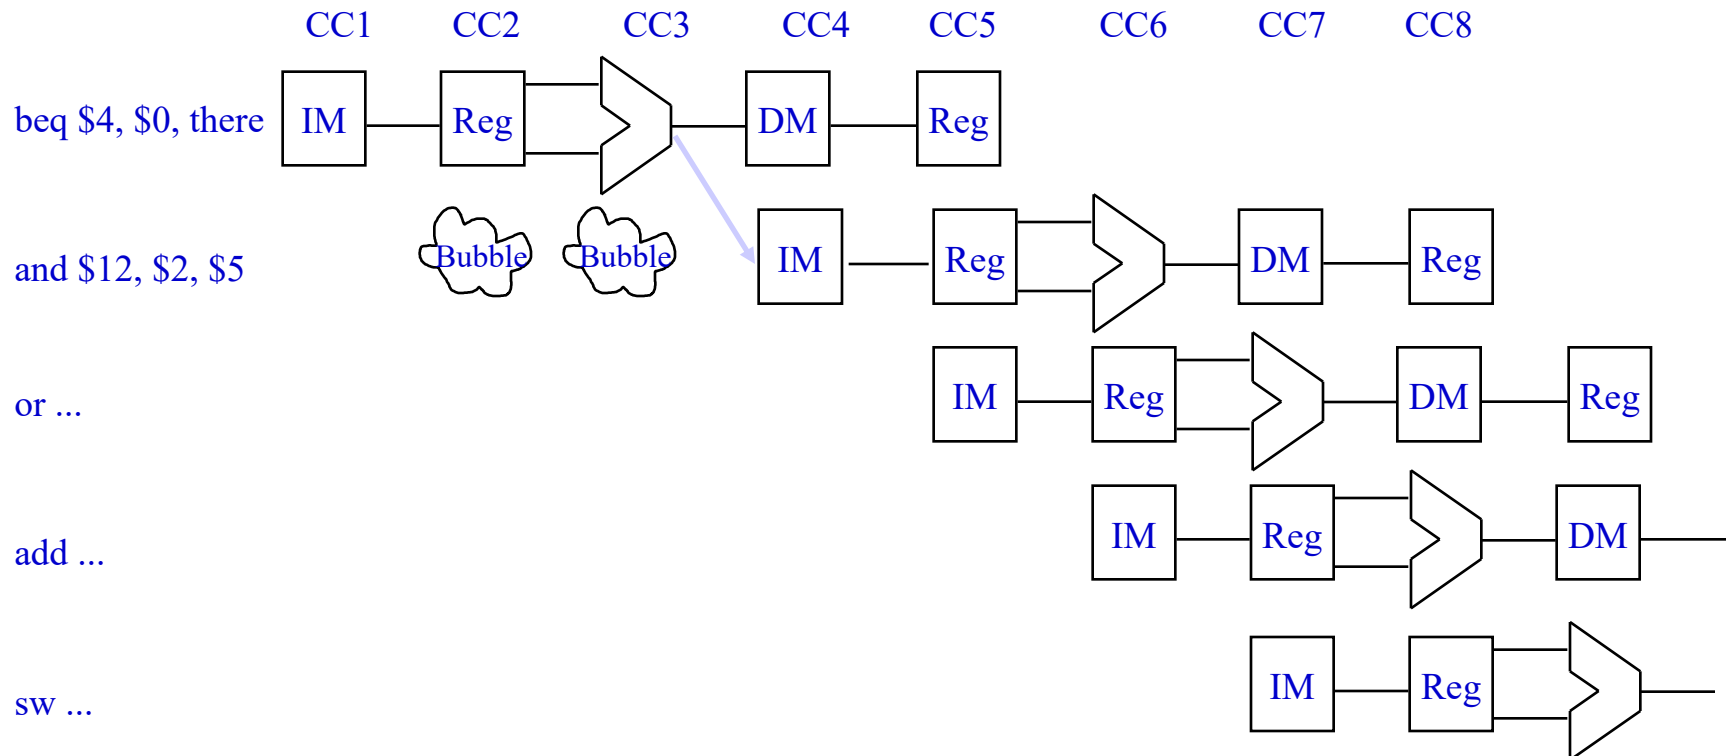 CC1 CC2 CC3 CC4 CC5 CC6 CC7 CC8
beq $4, $0, there IM Reg DM Reg
and $12, $2, $5 Bubble Bubble IM Reg DM Reg
or ... IM Reg DM Reg
add ... IM Reg DM
sw ... IM Reg